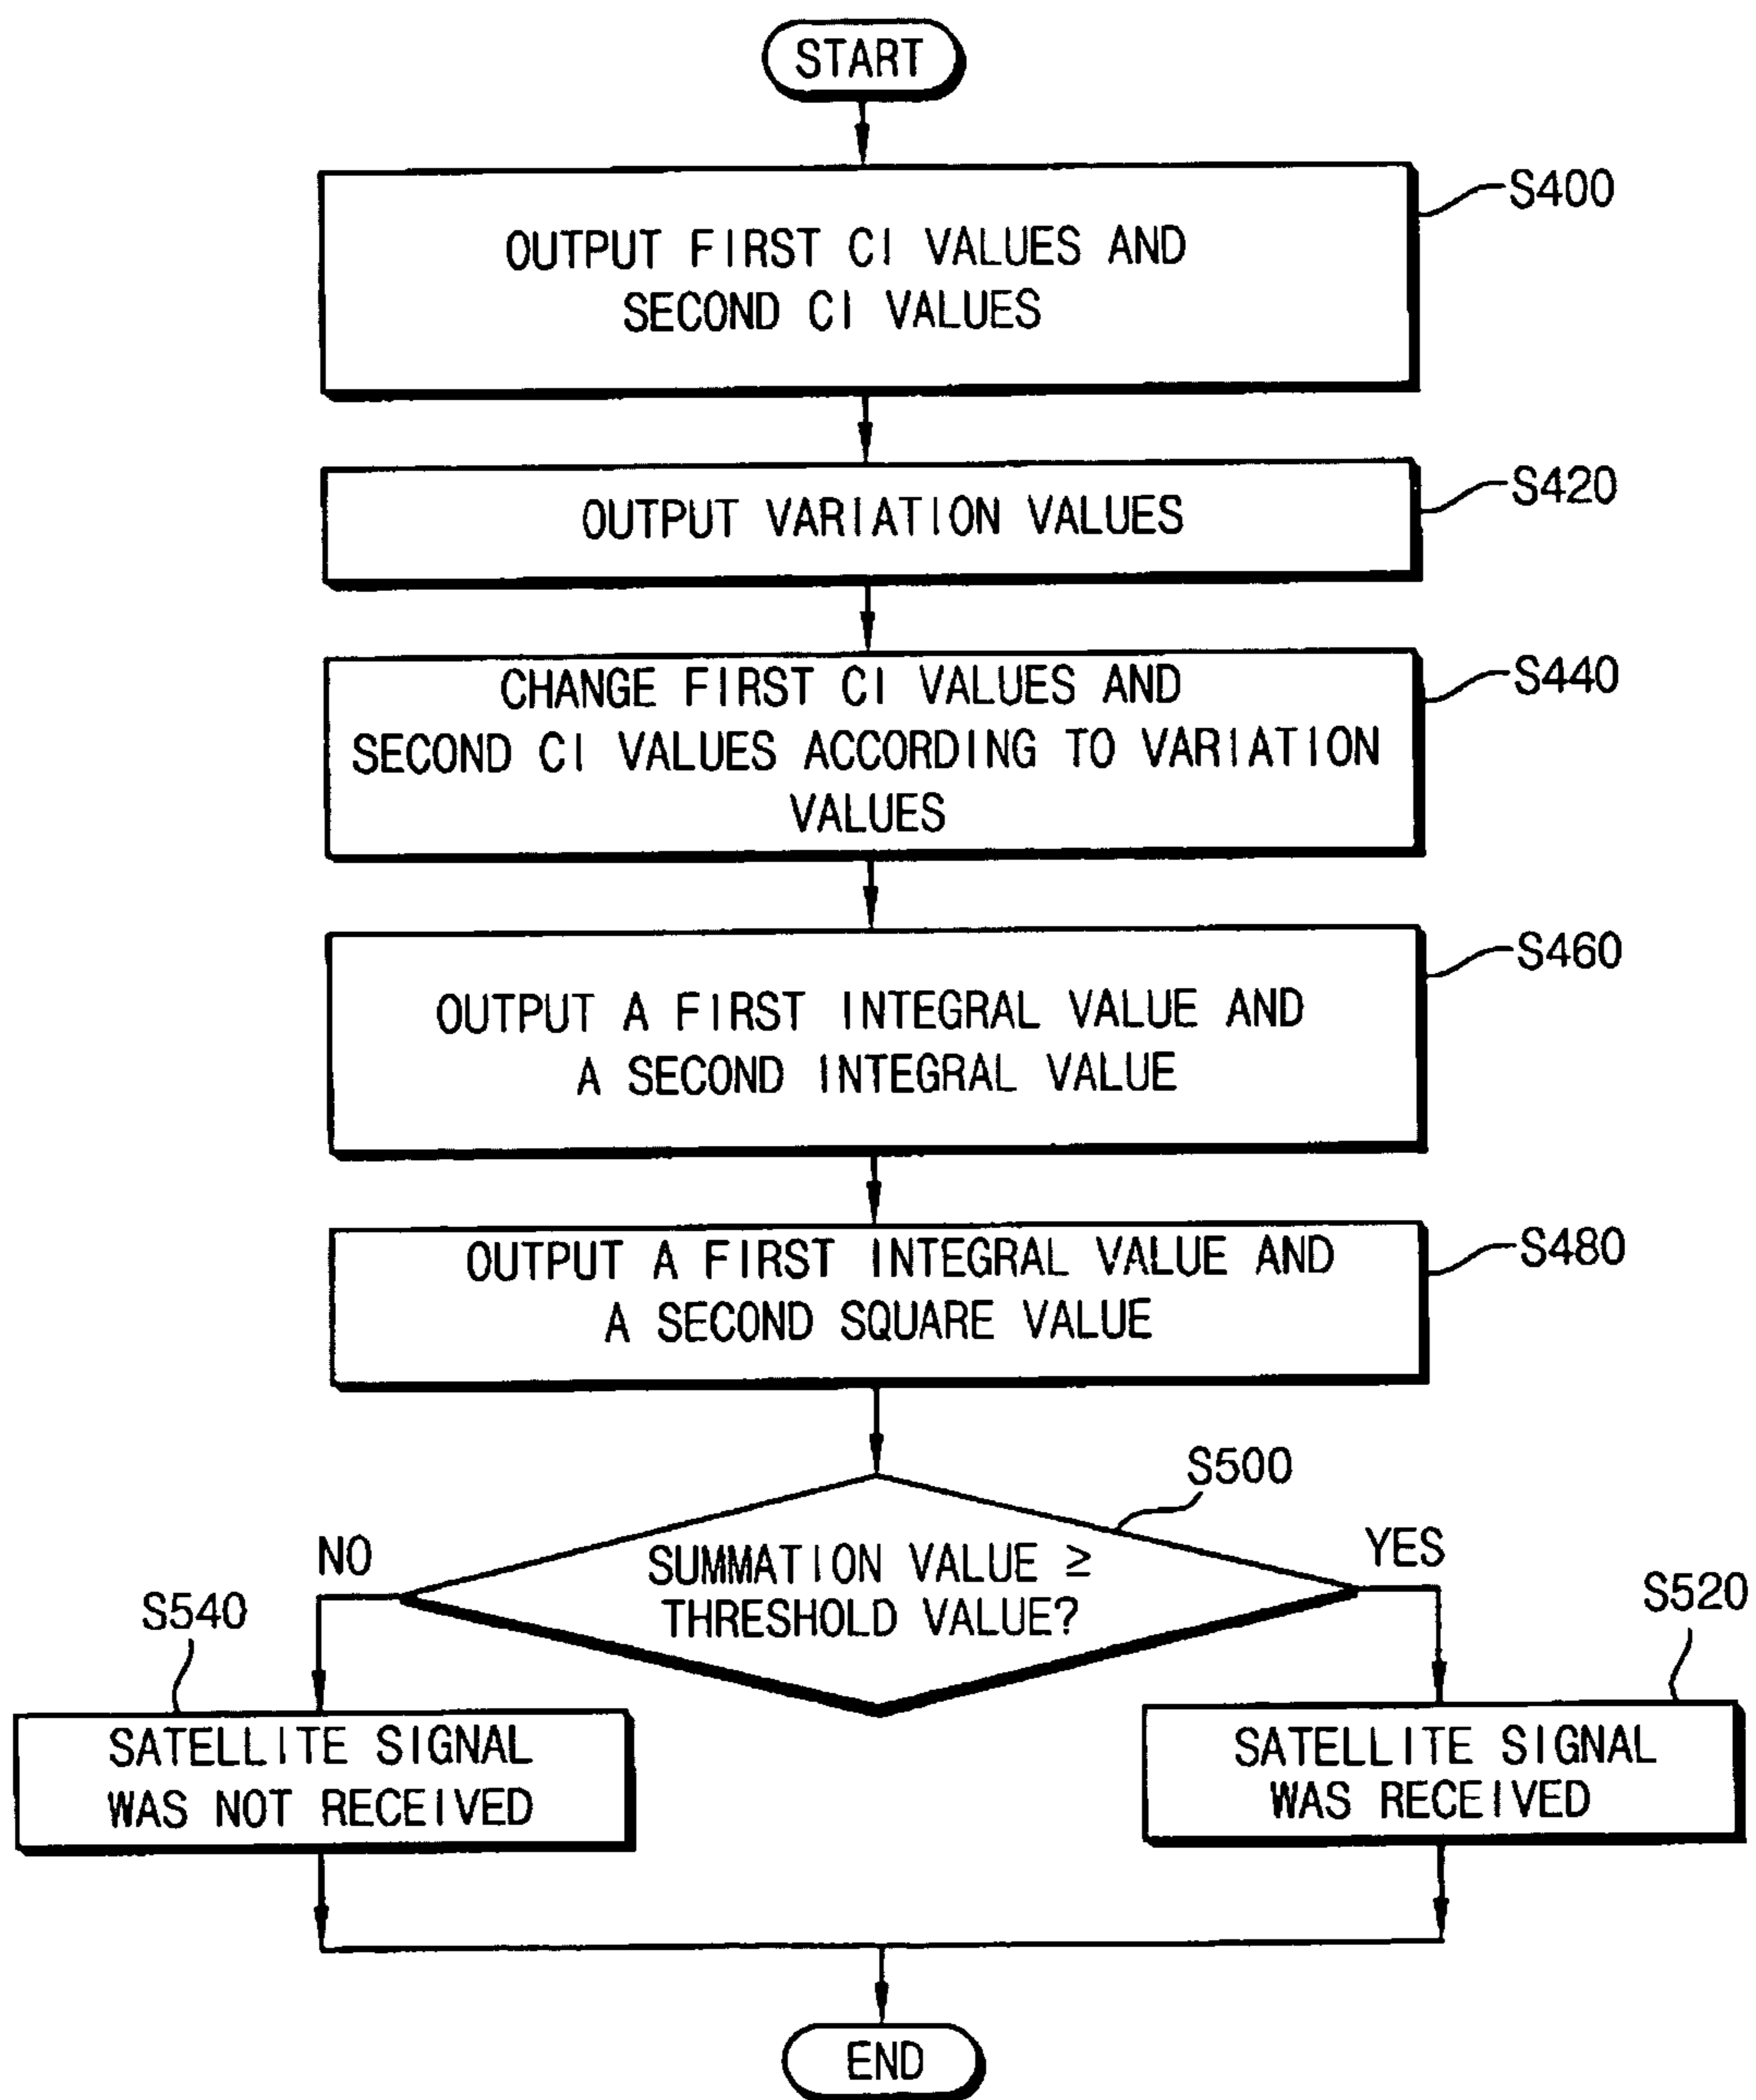 START
S400
OUTPUT FIRST CI VALUES AND
SECOND CI VALUES
S420
OUTPUT VARIATION VALUES
S440
CHANGE FIRST CI VALUES AND
SECOND CI VALUES ACCORDING TO VARIATION
VALUES
S460
OUTPUT A FIRST INTEGRAL VALUE AND
A SECOND INTEGRAL VALUE
S480
OUTPUT A FIRST INTEGRAL VALUE AND
A SECOND SQUARE VALUE
S500
NO
SUMMATION VALUE ≥
THRESHOLD VALUE?
YES
S540
SATELLITE SIGNAL
WAS NOT RECEIVED
S520
SATELLITE SIGNAL
WAS RECEIVED
END